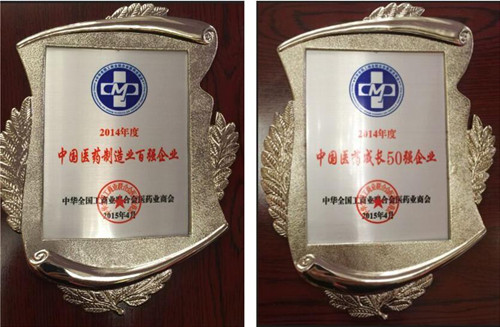 CMP
2014年度
中国医药制造业百强企业
中华全国工商业联合会医药业商会
2015年4月
CMP
2014年度
中国医药成长50强企业
中华全国工商业联合会医药业商会
2015年4月